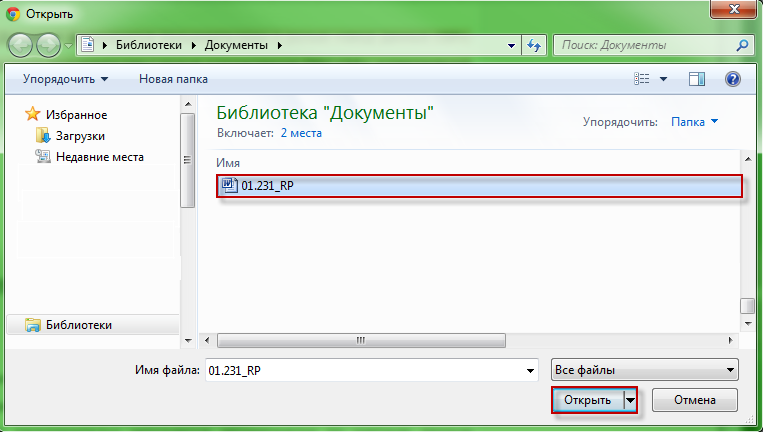 Открыть
Библиотеки Документы
Поиск: Документы
Упорядочить Новая папка
Избранное
Загрузки
Недавние места
Библиотеки
Библиотека "Документы"
Включает: 2 места
Упорядочить: Папка
Имя
01.231_RP
Имя файла: 01.231_RP
Все файлы
Открыть Отмена